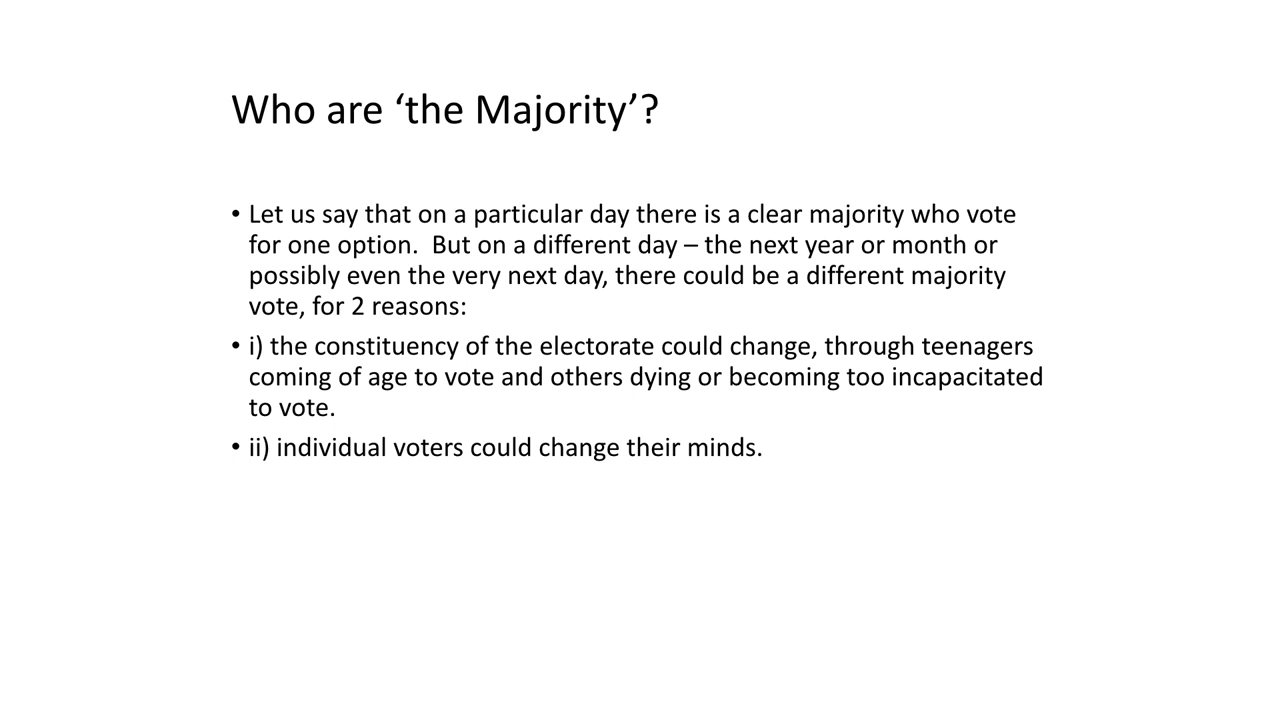 Who are ‘the Majority’?
• Let us say that on a particular day there is a clear majority who vote
for one option.  But on a different day – the next year or month or
possibly even the very next day, there could be a different majority
vote, for 2 reasons:
• i) the constituency of the electorate could change, through teenagers
coming of age to vote and others dying or becoming too incapacitated
to vote.
• ii) individual voters could change their minds.